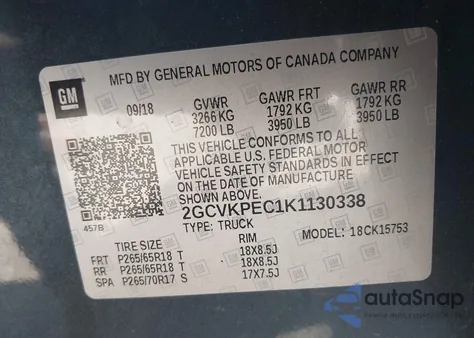 MFD BY GENERAL MOTORS OF CANADA COMPANY
GM
09/18 GVWR GAWR FRT GAWR RR
3266 KG 1792 KG 1792 KG
7200 LB 3950 LB 3950 LB
THIS VEHICLE CONFORMS TO ALL
APPLICABLE U.S. FEDERAL MOTOR
VEHICLE SAFETY STANDARDS IN EFFECT
ON THE DATE OF MANUFACTURE
SHOWN ABOVE.
2GCVKPEC1K1130338
457B
TYPE: TRUCK 18CK15753
TIRE SIZE RIM
FRT P265/65R18 T 18X8.5J
RR P265/65R18 T 18X8.5J
SPA P265/70R17 S 17X7.5J
autoSnap